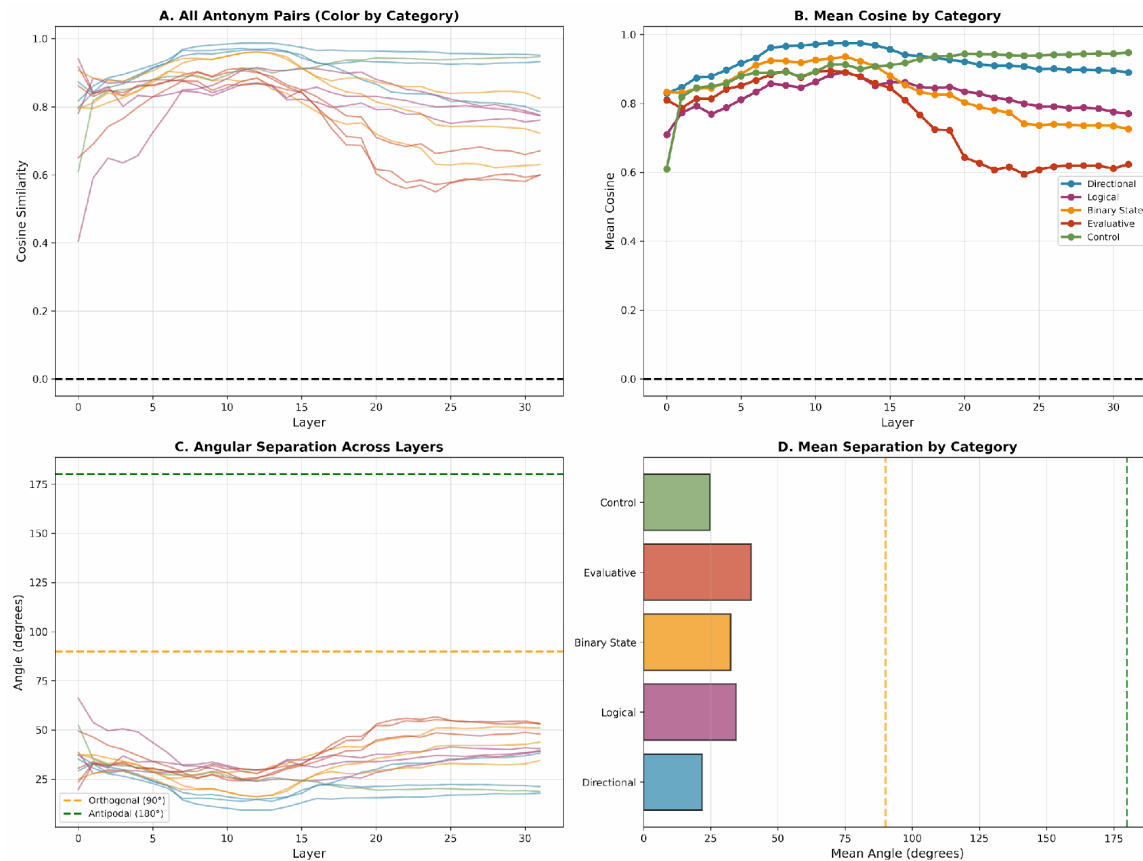 A. All Antonym Pairs (Color by Category)
1.0
0.8
0.6
0.4
0.2
0.0
Cosine Similarity
0 5 10 15 20 25 30
Layer
B. Mean Cosine by Category
1.0
0.8
0.6
0.4
0.2
0.0
Mean Cosine
Directional
Logical
Binary State
Evaluative
Control
0 5 10 15 20 25 30
Layer
C. Angular Separation Across Layers
175
150
125
100
75
50
25
Angle (degrees)
Orthogonal (90°)
Antipodal (180°)
0 5 10 15 20 25 30
Layer
D. Mean Separation by Category
Control
Evaluative
Binary State
Logical
Directional
0 25 50 75 100 125 150 175
Mean Angle (degrees)